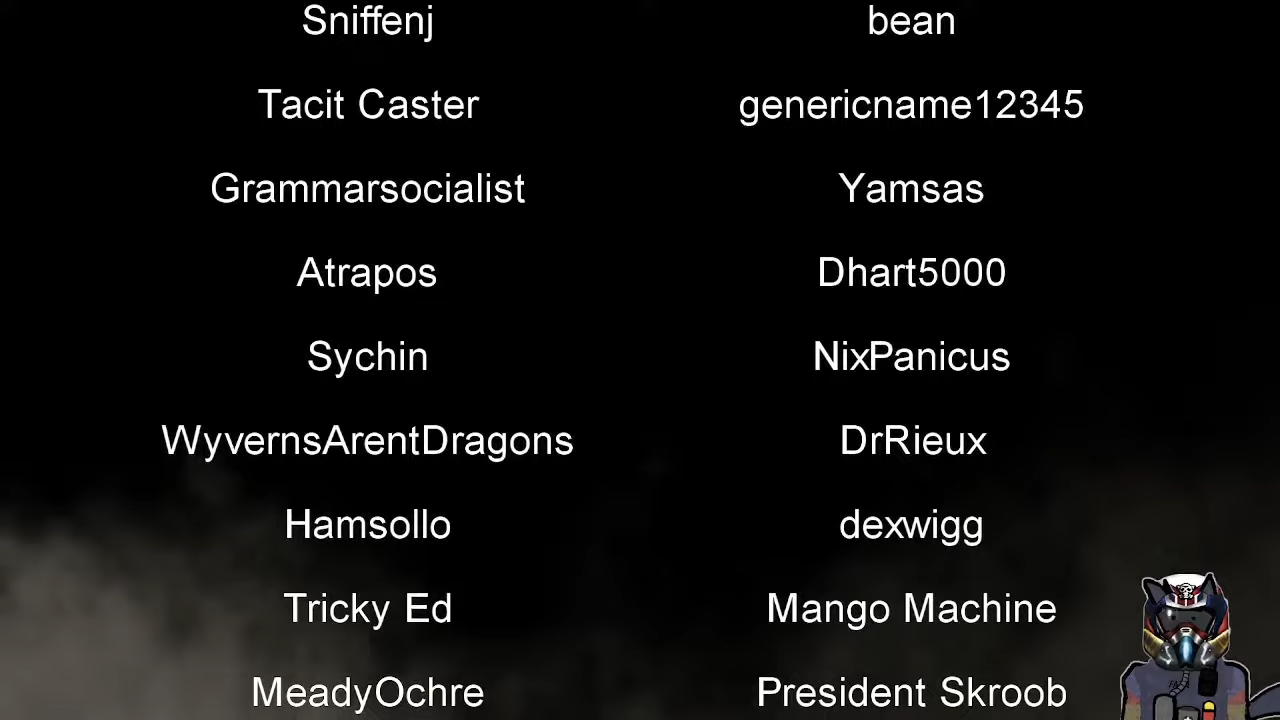 Sniffenj bean
Tacit Caster genericname12345
Grammarsocialist Yamsas
Atrapos Dhart5000
Sychin NixPanicus
WyvernsArentDragons DrRieux
Hamsollo dexwigg
Tricky Ed Mango Machine
MeadyOchre President Skroob